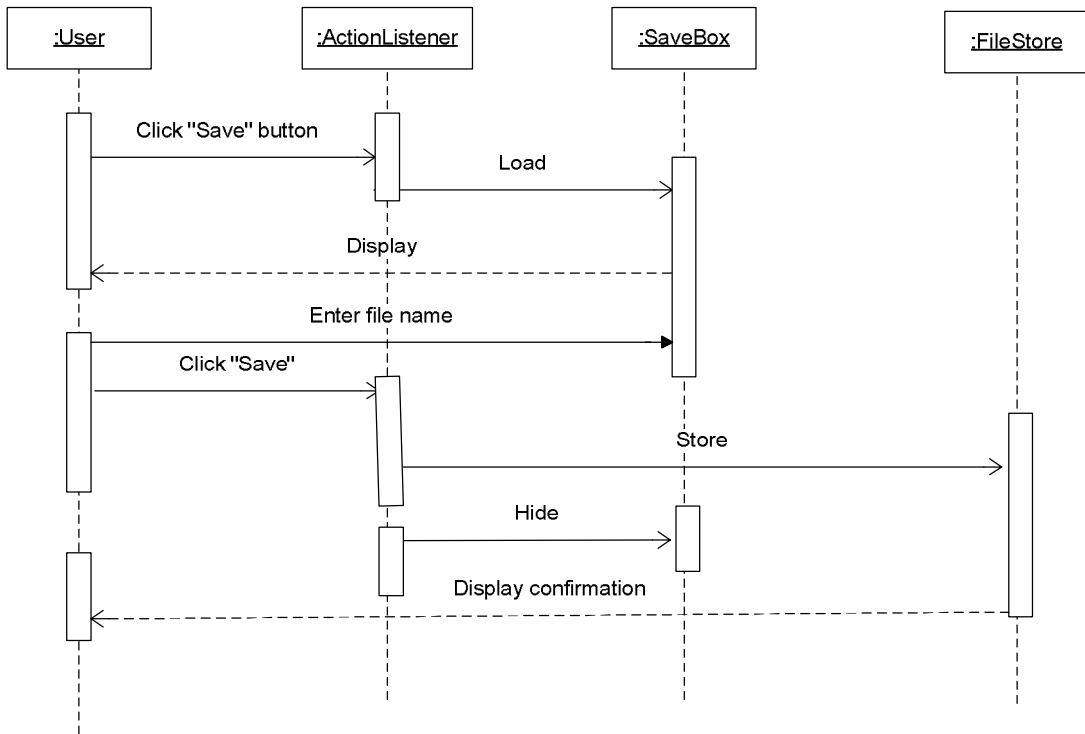 :User
:ActionListener
:SaveBox
:FileStore
Click "Save" button
Load
Display
Enter file name
Click "Save"
Store
Hide
Display confirmation